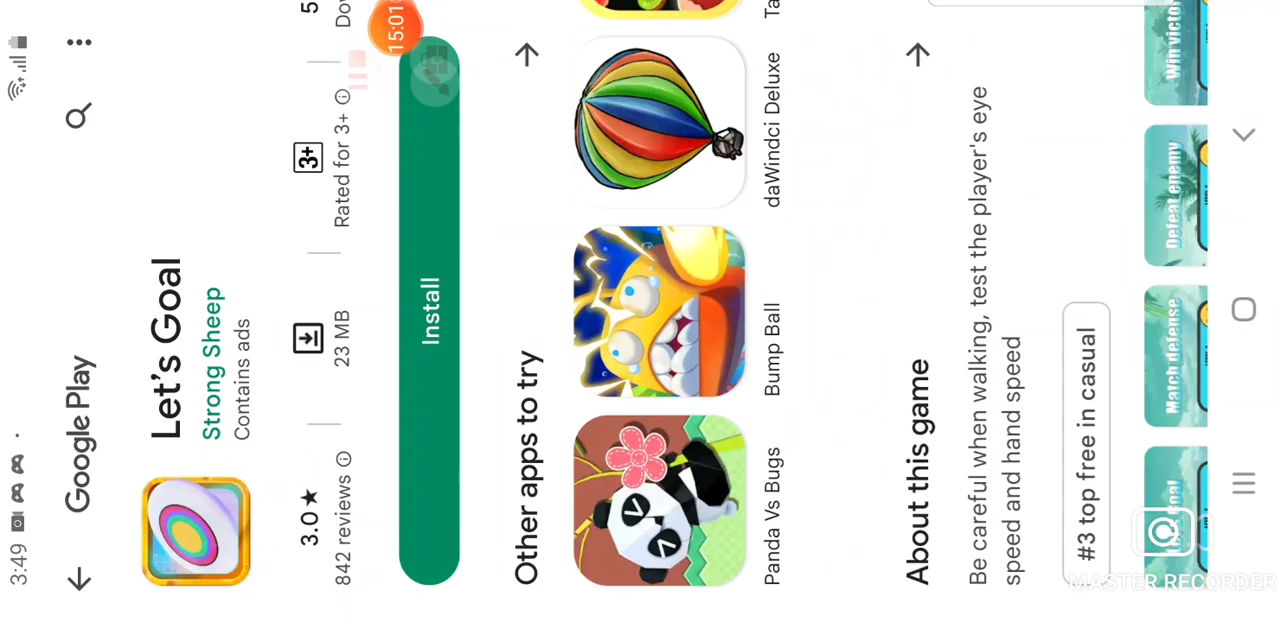 3:49
Google Play
Let's Goal
Strong Sheep
Contains ads
3.0★
842 reviews
23 MB
3+
Rated for 3+
5
Dow
15:01
Install
Other apps to try
Panda Vs Bugs
Bump Ball
daWindci Deluxe
Ta
About this game
Be careful when walking, test the player's eye
speed and hand speed
#3 top free in casual
Match defense
Defeat enemy
Win victor
MASTER RECORDER